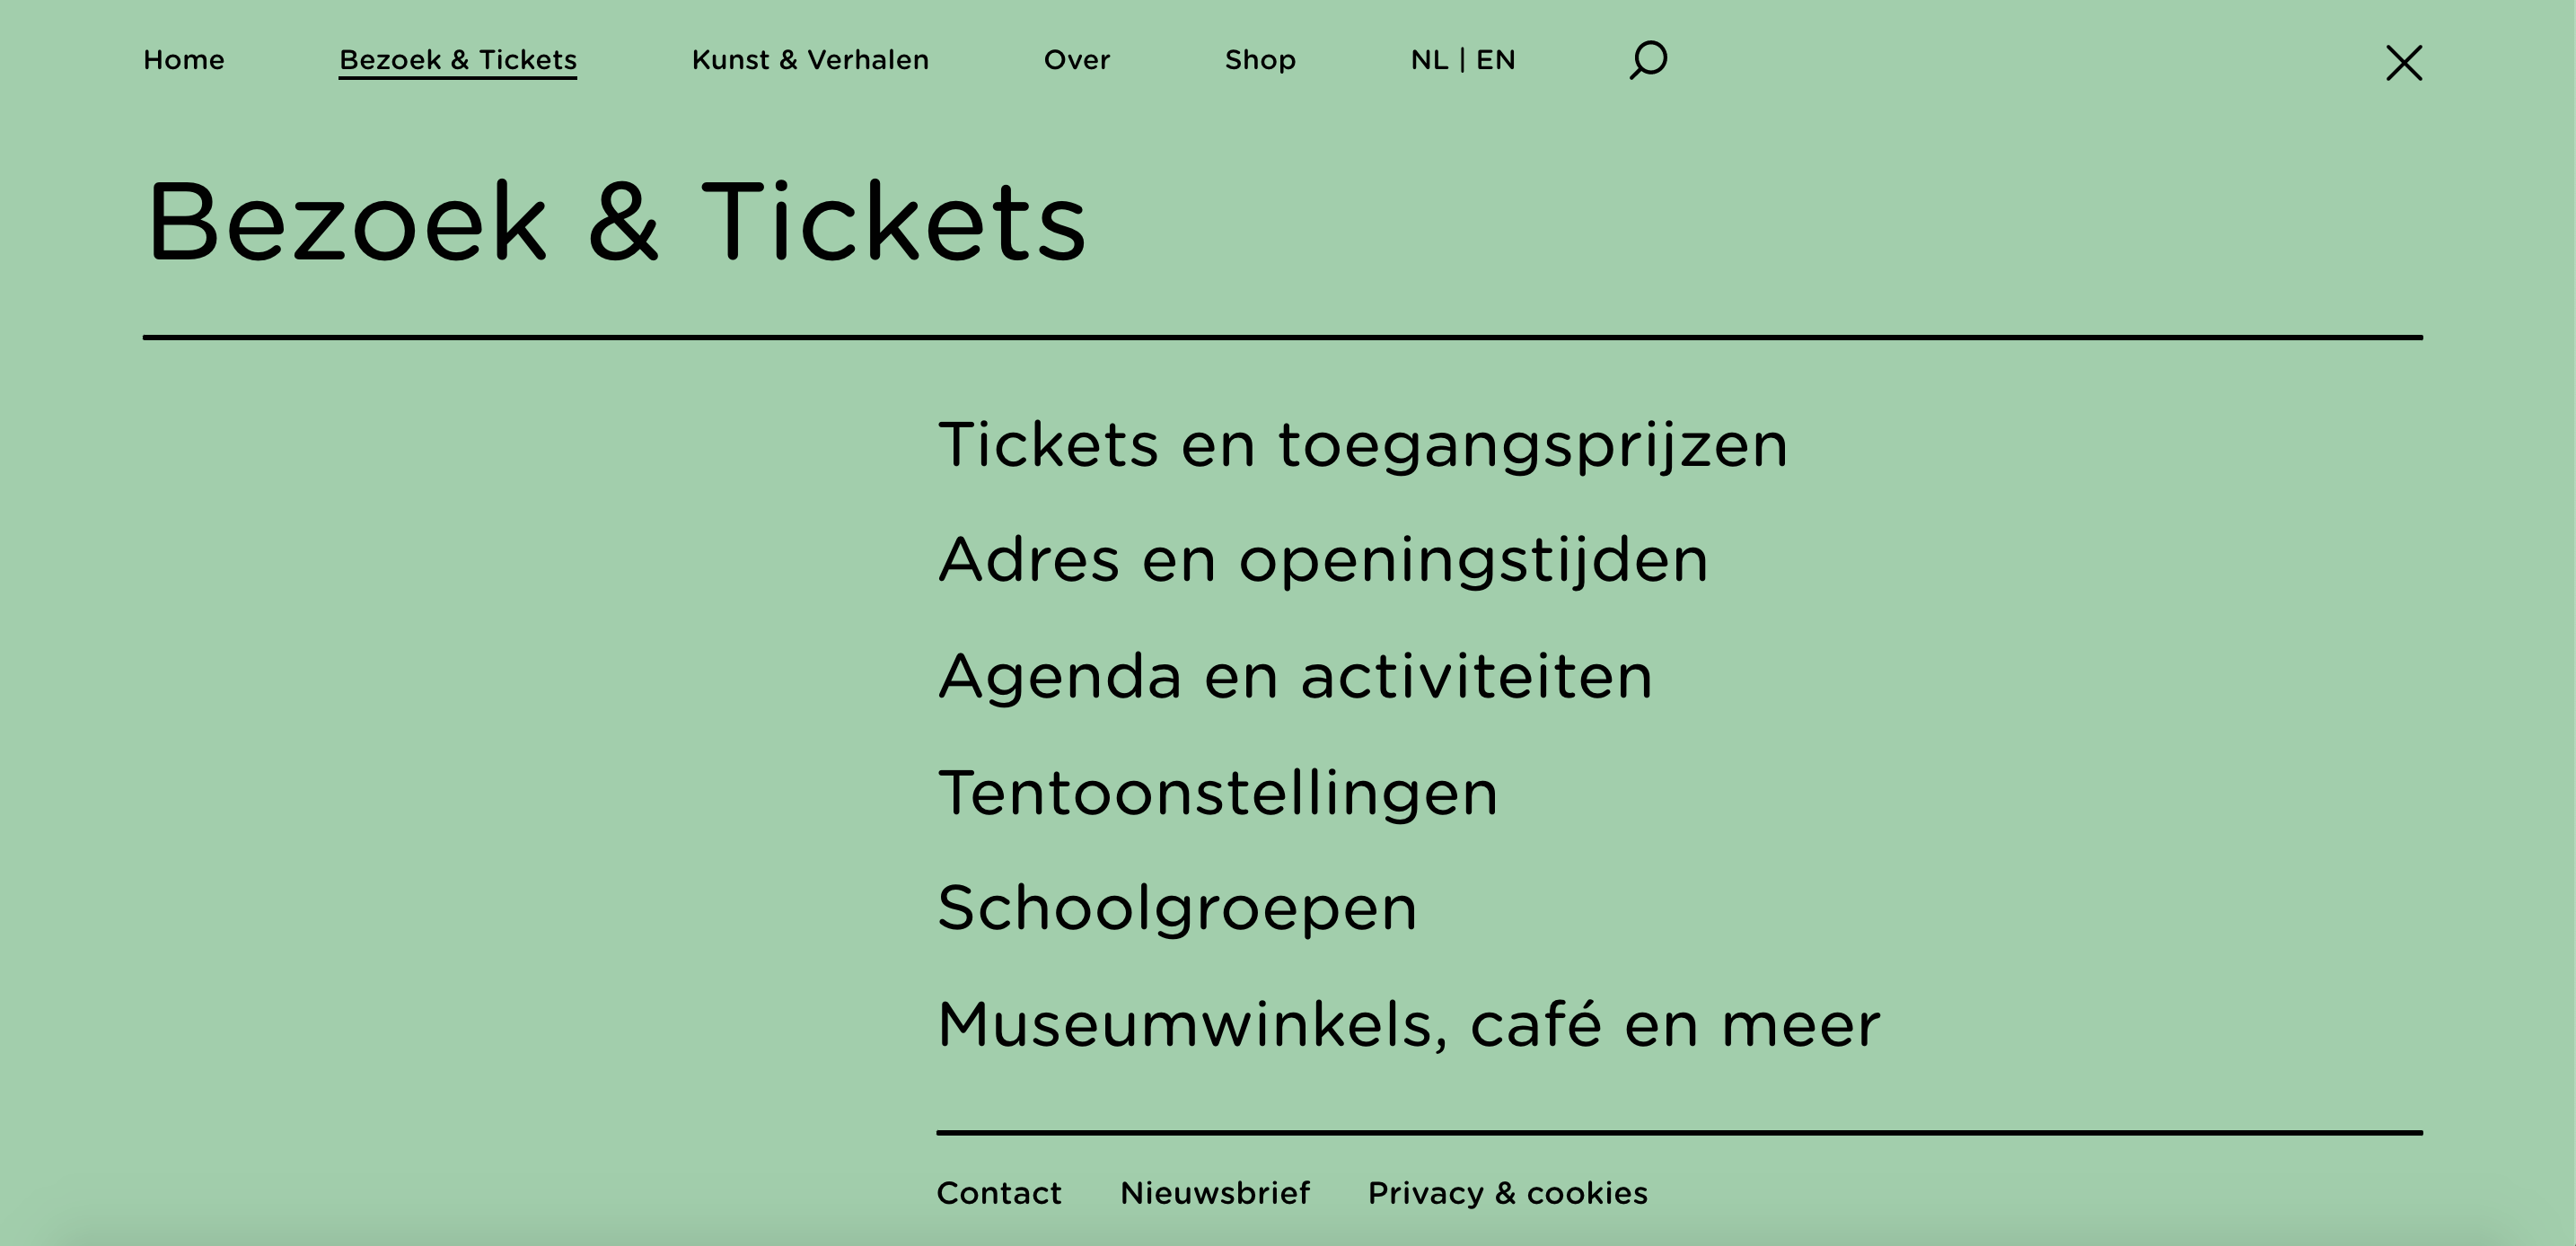 Home Bezoek & Tickets Kunst & Verhalen Over Shop NL | EN
Bezoek & Tickets
Tickets en toegangsprijzen
Adres en openingstijden
Agenda en activiteiten
Tentoonstellingen
Schoolgroepen
Museumwinkels, café en meer
Contact Nieuwsbrief Privacy & cookies